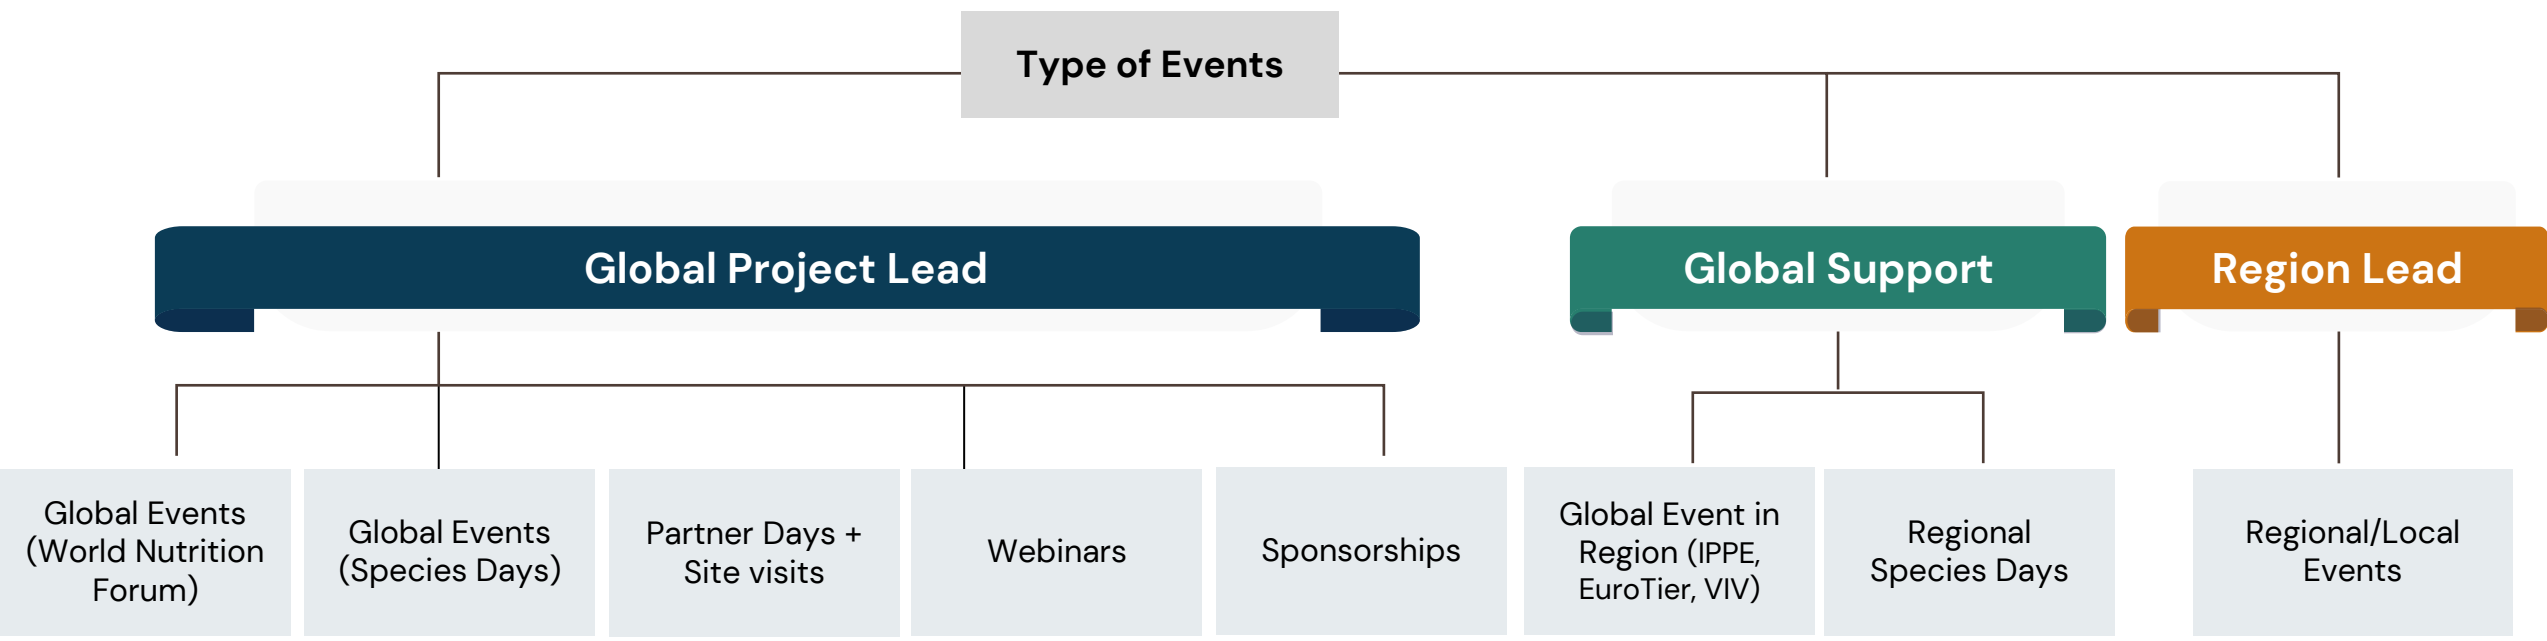 Type of Events
Global Project Lead
Global Support
Region Lead
Global Events
(World Nutrition
Forum)
Global Events
(Species Days)
Partner Days +
Site visits
Webinars
Sponsorships
Global Event in
Region (IPPE,
EuroTier, VIV)
Regional
Species Days
Regional/Local
Events